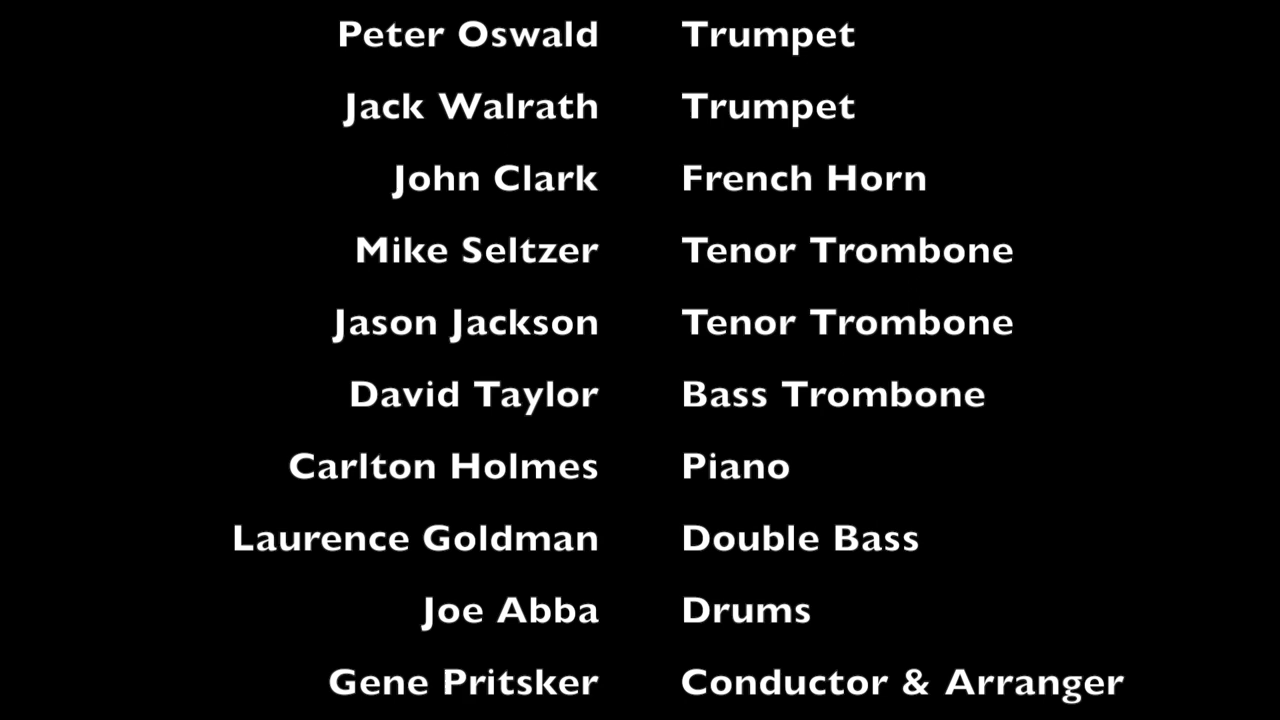 Peter Oswald Trumpet
Jack Walrath Trumpet
John Clark French Horn
Mike Seltzer Tenor Trombone
Jason Jackson Tenor Trombone
David Taylor Bass Trombone
Carlton Holmes Piano
Laurence Goldman Double Bass
Joe Abba Drums
Gene Pritsker Conductor & Arranger